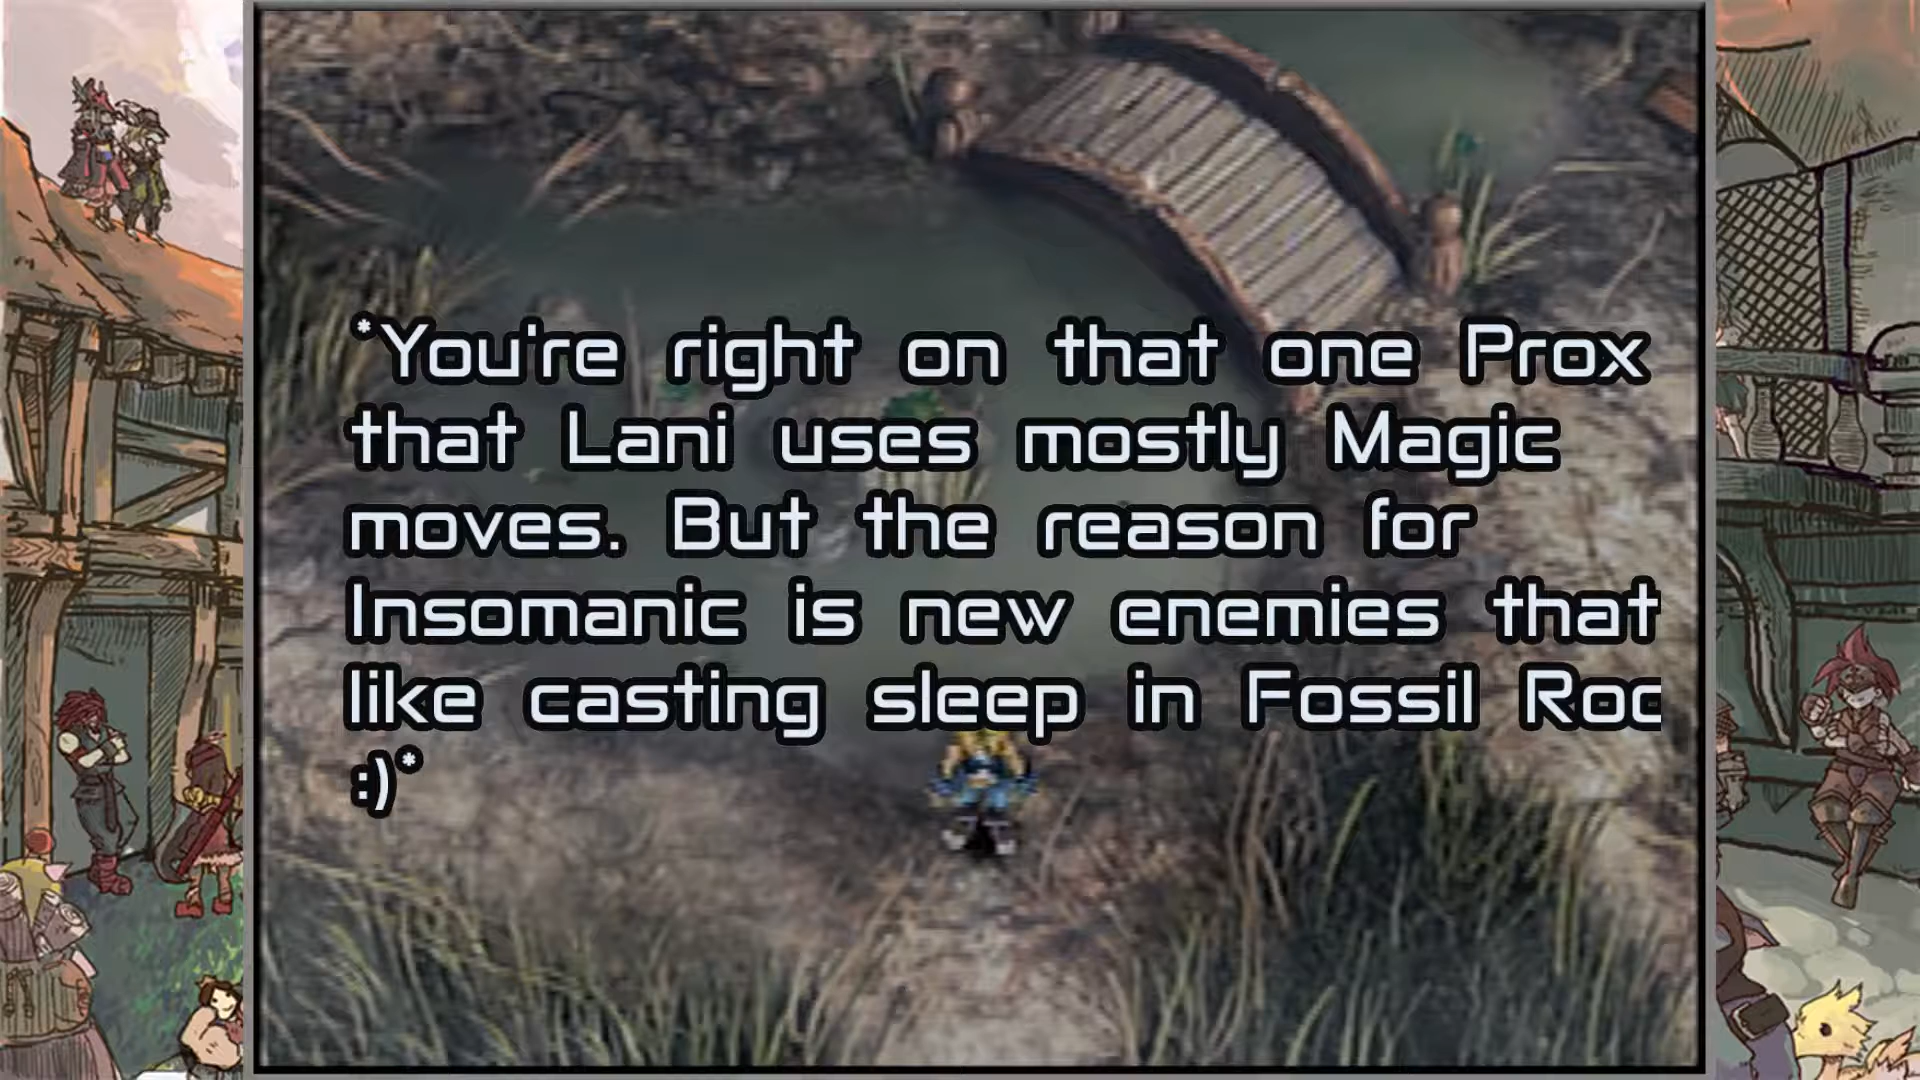 *You're right on that one Prox
that Lani uses mostly Magic
moves. But the reason for
Insomanic is new enemies that
like casting sleep in Fossil Roc
:)*